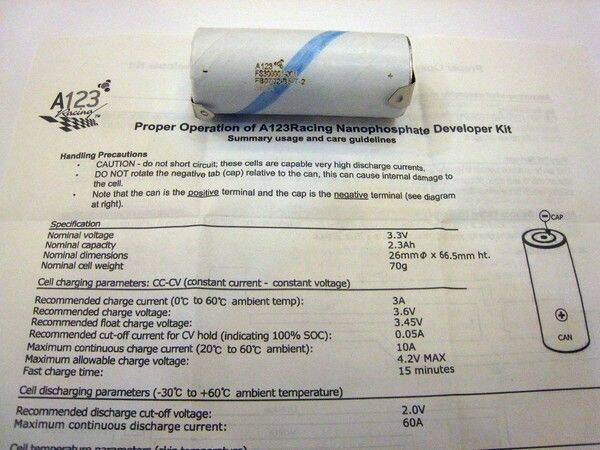 A123
-
+
A123
Racing
Proper Operation of A123Racing Nanophosphate Developer Kit
Summary usage and care guidelines
Handling Precautions
• CAUTION - do not short circuit; these cells are capable very high discharge currents.
• DO NOT rotate the negative tab (cap) relative to the can, this can cause internal damage to
the cell.
• Note that the can is the positive terminal and the cap is the negative terminal (see diagram
at right).
- CAP
+
CAN
Specification
Nominal voltage 3.3V
Nominal capacity 2.3Ah
Nominal dimensions 26mmΦ x 66.5mm ht.
Nominal cell weight 70g
Cell charging parameters: CC-CV (constant current - constant voltage)
Recommended charge current (0℃ to 60℃ ambient temp): 3A
Recommended charge voltage: 3.6V
Recommended float charge voltage: 3.45V
Recommended cut-off current for CV hold (indicating 100% SOC): 0.05A
Maximum continuous charge current (20℃ to 60℃ ambient): 10A
Maximum allowable charge voltage: 4.2V MAX
Fast charge time: 15 minutes
Cell discharging parameters (-30℃ to +60℃ ambient temperature)
Recommended discharge cut-off voltage: 2.0V
Maximum continuous discharge current: 60A
Cell temperature parameters (skin temperature)